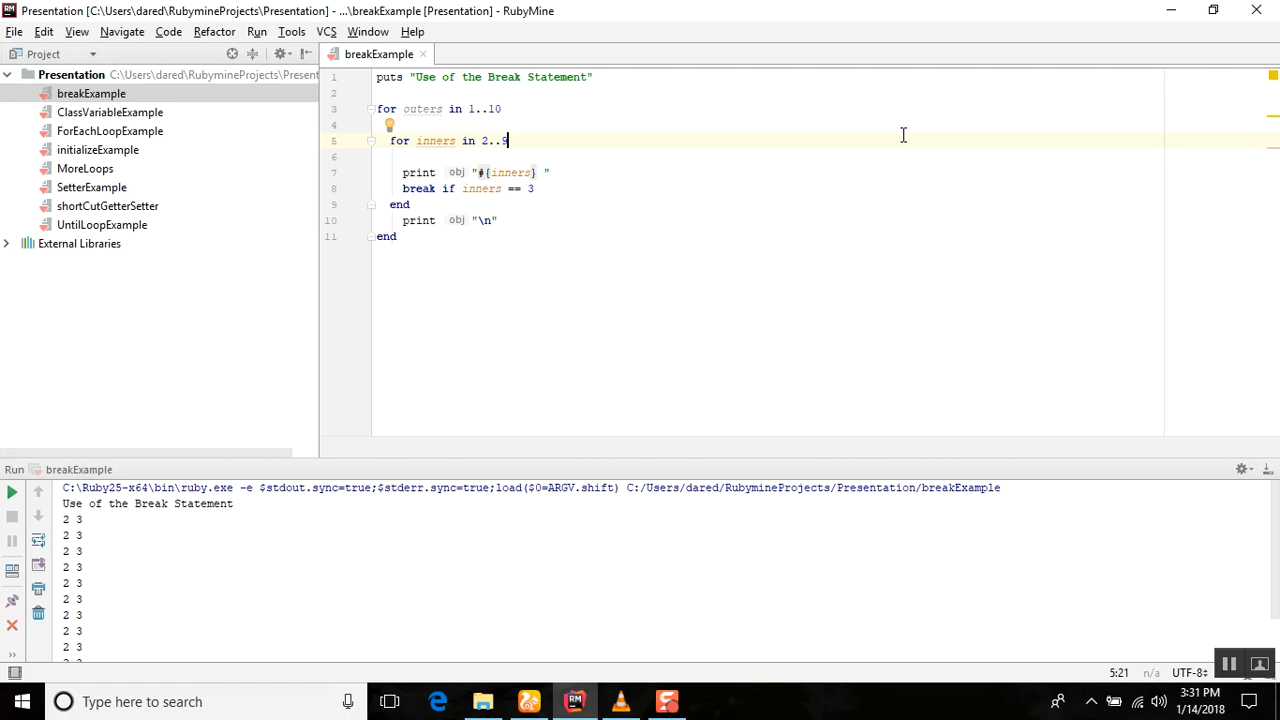 Presentation [C:\Users\dared\RubymineProjects\Presentation] - ...\breakExample [Presentation] - RubyMine
File Edit View Navigate Code Refactor Run Tools VCS Window Help
Project
breakExample
Presentation C:\Users\dared\RubymineProjects\Present
breakExample
ClassVariableExample
ForEachLoopExample
initializeExample
MoreLoops
SetterExample
shortCutGetterSetter
UntilLoopExample
External Libraries
1 puts "Use of the Break Statement"
2
3 for outers in 1..10
4
5 for inners in 2..9
6
7 print obj "#{inners} "
8 break if inners == 3
9 end
10 print obj "\n"
11 end
Run breakExample
C:\Ruby25-x64\bin\ruby.exe -e $stdout.sync=true;$stderr.sync=true;load($0=ARGV.shift) C:/Users/dared/RubymineProjects/Presentation/breakExample
Use of the Break Statement
2 3
2 3
2 3
2 3
2 3
2 3
2 3
2 3
2 3
2 3
5:21 n/a UTF-8
Type here to search
3:31 PM
1/14/2018